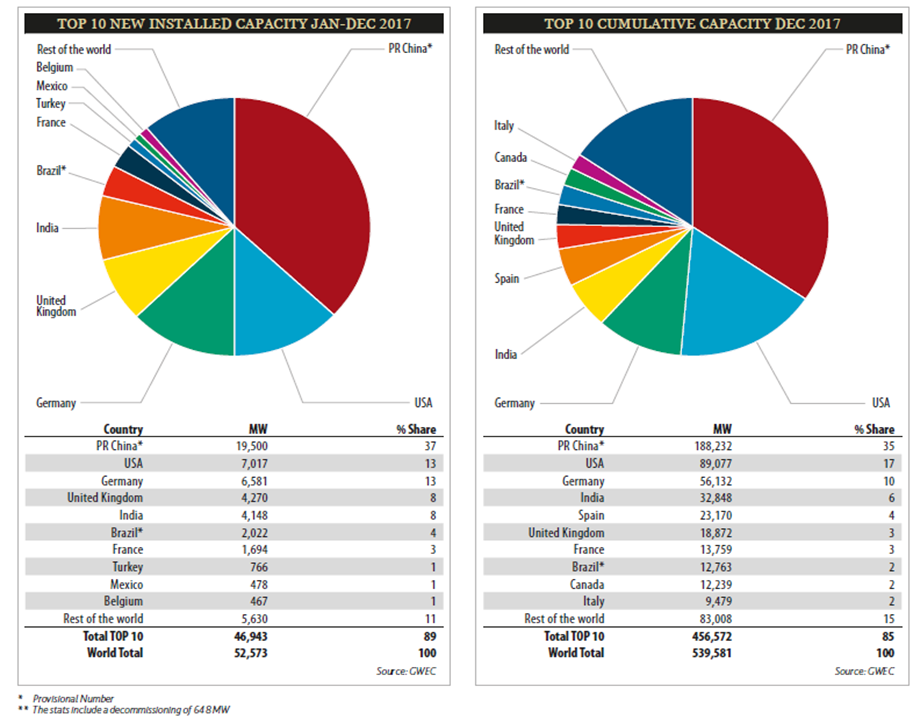 TOP 10 NEW INSTALLED CAPACITY JAN-DEC 2017
Rest of the world
PR China*
Belgium
Mexico
Turkey
France
Brazil*
India
United
Kingdom
Germany
USA
Country MW % Share
PR China* 19,500 37
USA 7,017 13
Germany 6,581 13
United Kingdom 4,270 8
India 4,148 8
Brazil* 2,022 4
France 1,694 3
Turkey 766 1
Mexico 478 1
Belgium 467 1
Rest of the world 5,630 11
Total TOP 10 46,943 89
World Total 52,573 100
Source: GWEC
TOP 10 CUMULATIVE CAPACITY DEC 2017
Rest of the world
PR China*
Italy
Canada
Brazil*
France
United
Kingdom
Spain
India
Germany
USA
Country MW % Share
PR China* 188,232 35
USA 89,077 17
Germany 56,132 10
India 32,848 6
Spain 23,170 4
United Kingdom 18,872 3
France 13,759 3
Brazil* 12,763 2
Canada 12,239 2
Italy 9,479 2
Rest of the world 83,008 15
Total TOP 10 456,572 85
World Total 539,581 100
Source: GWEC
* Provisional Number
** The stats include a decommissioning of 648 MW